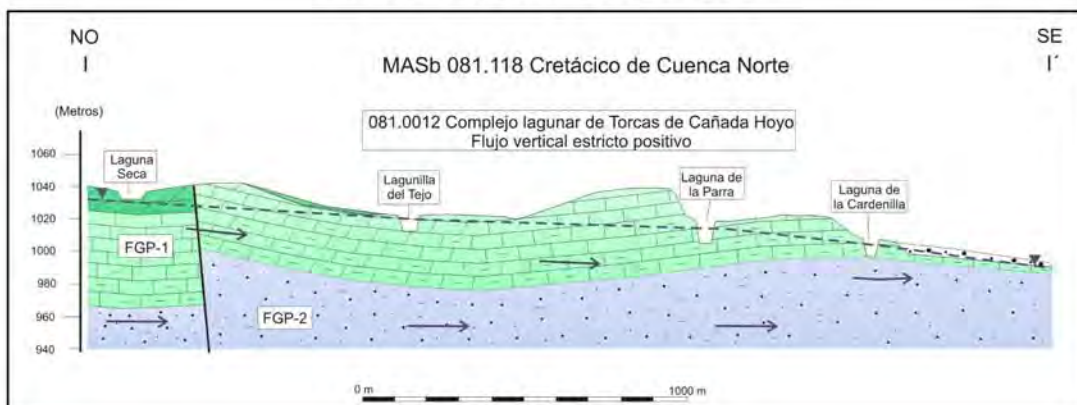 NO
I
SE
I´
MASb 081.118 Cretácico de Cuenca Norte
(Metros)
081.0012 Complejo lagunar de Torcas de Cañada Hoyo
Flujo vertical estricto positivo
1060
1040
1020
1000
980
960
940
Laguna
Seca
Lagunilla
del Tejo
Laguna de
la Parra
Laguna de
la Cardenilla
FGP-1
FGP-2
0 m
1000 m